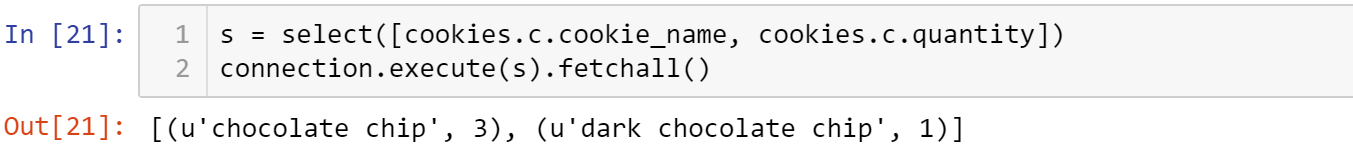 In [21]: 1 s = select([cookies.c.cookie_name, cookies.c.quantity])
2 connection.execute(s).fetchall()
Out[21]: [(u'chocolate chip', 3), (u'dark chocolate chip', 1)]